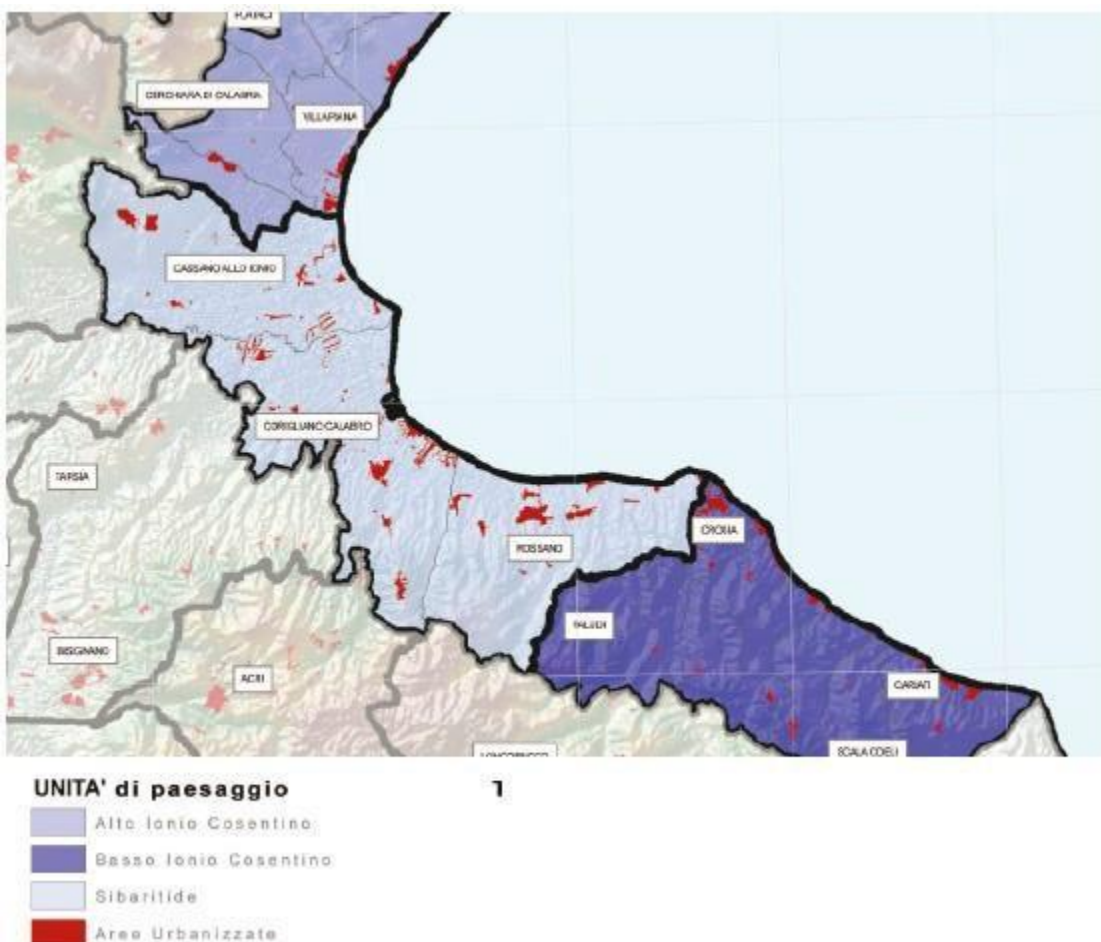 CERCHIARA DI CALABRIA
VILLAPIANA
CASSANO ALLO IONIO
CORIGLIANO CALABRO
TARSIA
CROSIA
ROSSANO
PALUDI
BISIGNANO
ACRI
CARIATI
SCALA COELI
UNITA' di paesaggio
1
Alto Ionio Cosentino
Basso Ionio Cosentino
Sibaritide
Aree Urbanizzate